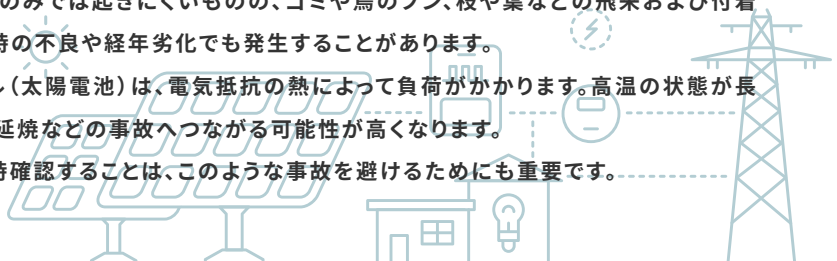 のみでは起きにくいものの、ゴミや鳥のフン、枝や葉などの飛来および付着
時の不良や経年劣化でも発生することがあります。
ル（太陽電池）は、電気抵抗の熱によって負荷がかかります。高温の状態が長
延焼などの事故へつながる可能性が高くなります。
時確認することは、このような事故を避けるためにも重要です。